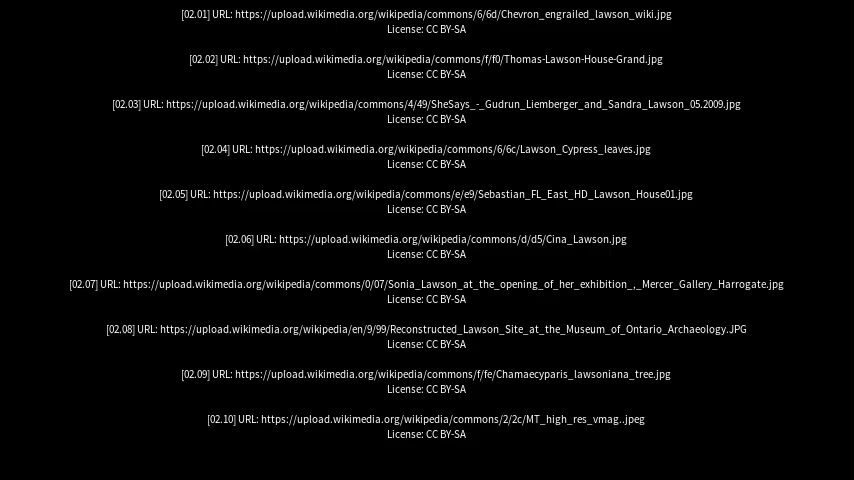 [02.01] URL: https://upload.wikimedia.org/wikipedia/commons/6/6d/Chevron_engrailed_lawson_wiki.jpg
License: CC BY-SA
[02.02] URL: https://upload.wikimedia.org/wikipedia/commons/f/f0/Thomas-Lawson-House-Grand.jpg
License: CC BY-SA
[02.03] URL: https://upload.wikimedia.org/wikipedia/commons/4/49/SheSays_-_Gudrun_Liemberger_and_Sandra_Lawson_05.2009.jpg
License: CC BY-SA
[02.04] URL: https://upload.wikimedia.org/wikipedia/commons/6/6c/Lawson_Cypress_leaves.jpg
License: CC BY-SA
[02.05] URL: https://upload.wikimedia.org/wikipedia/commons/e/e9/Sebastian_FL_East_HD_Lawson_House01.jpg
License: CC BY-SA
[02.06] URL: https://upload.wikimedia.org/wikipedia/commons/d/d5/Cina_Lawson.jpg
License: CC BY-SA
[02.07] URL: https://upload.wikimedia.org/wikipedia/commons/0/07/Sonia_Lawson_at_the_opening_of_her_exhibition_,_Mercer_Gallery_Harrogate.jpg
License: CC BY-SA
[02.08] URL: https://upload.wikimedia.org/wikipedia/en/9/99/Reconstructed_Lawson_Site_at_the_Museum_of_Ontario_Archaeology.JPG
License: CC BY-SA
[02.09] URL: https://upload.wikimedia.org/wikipedia/commons/f/fe/Chamaecyparis_lawsoniana_tree.jpg
License: CC BY-SA
[02.10] URL: https://upload.wikimedia.org/wikipedia/commons/2/2c/MT_high_res_vmag..jpeg
License: CC BY-SA